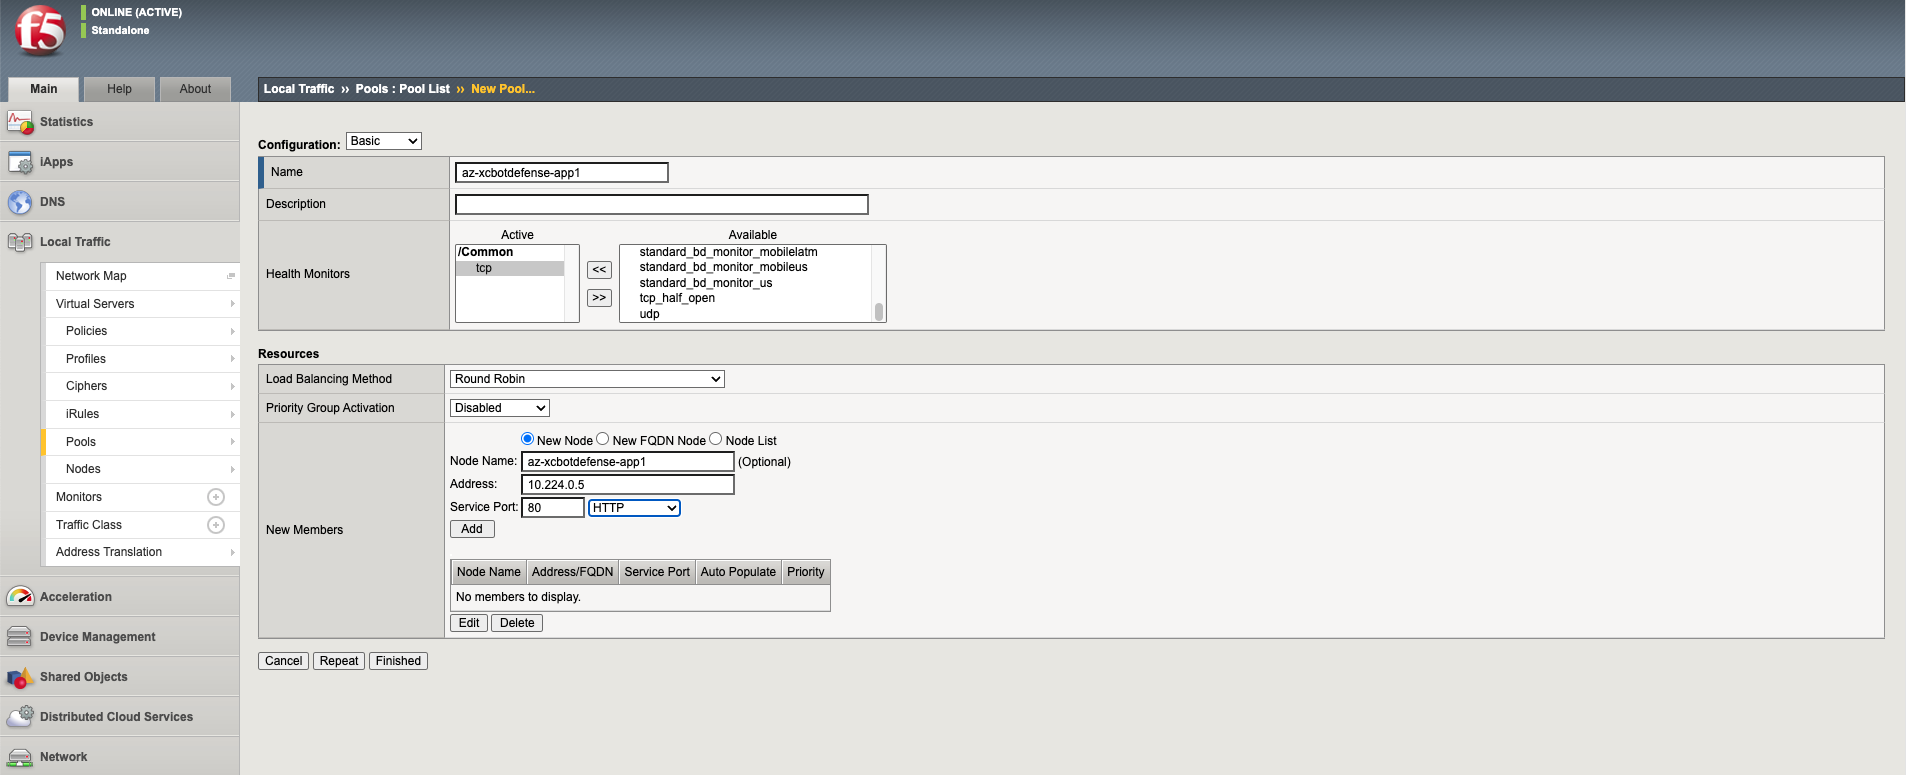 f5
ONLINE (ACTIVE)
Standalone
Main Help About
Local Traffic ›› Pools : Pool List ›› New Pool...
Statistics
iApps
DNS
Local Traffic
Network Map
Virtual Servers
Policies
Profiles
Ciphers
iRules
Pools
Nodes
Monitors
Traffic Class
Address Translation
Acceleration
Device Management
Shared Objects
Distributed Cloud Services
Network
Configuration: Basic
Name az-xcbotdefense-app1
Description
Health Monitors
Active
/Common
tcp
<<
>>
Available
standard_bd_monitor_mobilelatm
standard_bd_monitor_mobileus
standard_bd_monitor_us
tcp_half_open
udp
Resources
Load Balancing Method Round Robin
Priority Group Activation Disabled
New Members
New Node New FQDN Node Node List
Node Name: az-xcbotdefense-app1 (Optional)
Address: 10.224.0.5
Service Port: 80 HTTP
Add
Node Name Address/FQDN Service Port Auto Populate Priority
No members to display.
Edit Delete
Cancel Repeat Finished